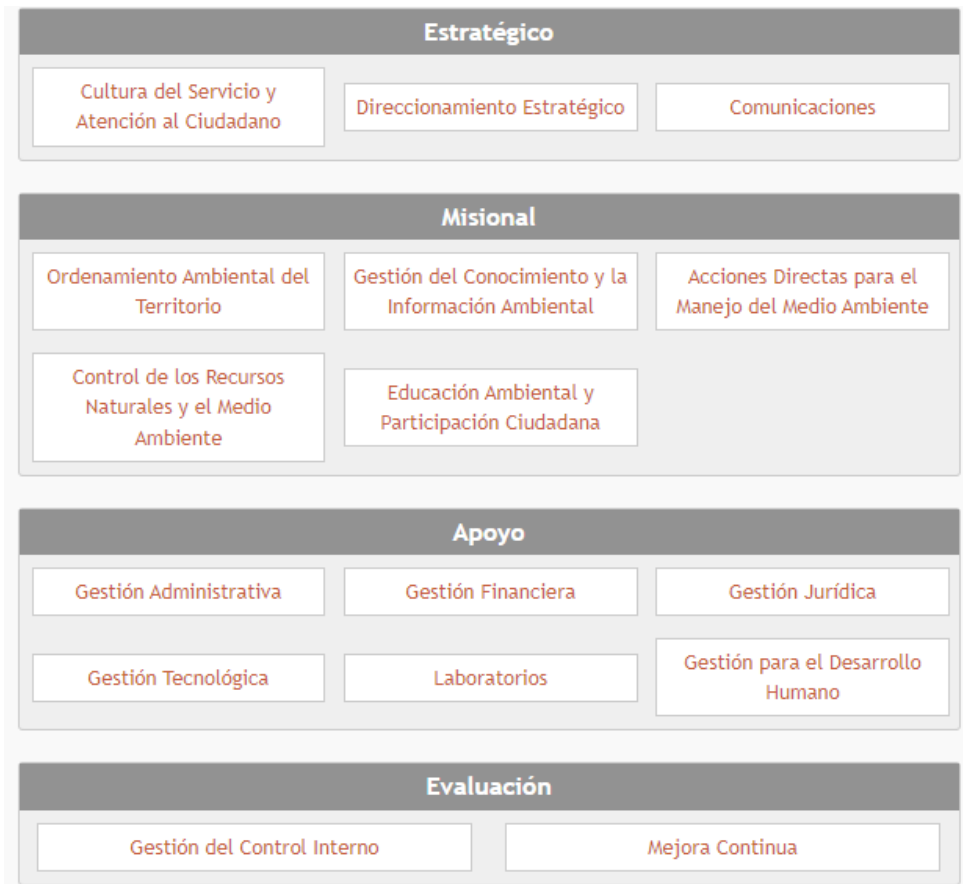 Estratégico
Cultura del Servicio y
Atención al Ciudadano
Direccionamiento Estratégico
Comunicaciones
Misional
Ordenamiento Ambiental del
Territorio
Gestión del Conocimiento y la
Información Ambiental
Acciones Directas para el
Manejo del Medio Ambiente
Control de los Recursos
Naturales y el Medio
Ambiente
Educación Ambiental y
Participación Ciudadana
Apoyo
Gestión Administrativa
Gestión Financiera
Gestión Jurídica
Gestión Tecnológica
Laboratorios
Gestión para el Desarrollo
Humano
Evaluación
Gestión del Control Interno
Mejora Continua